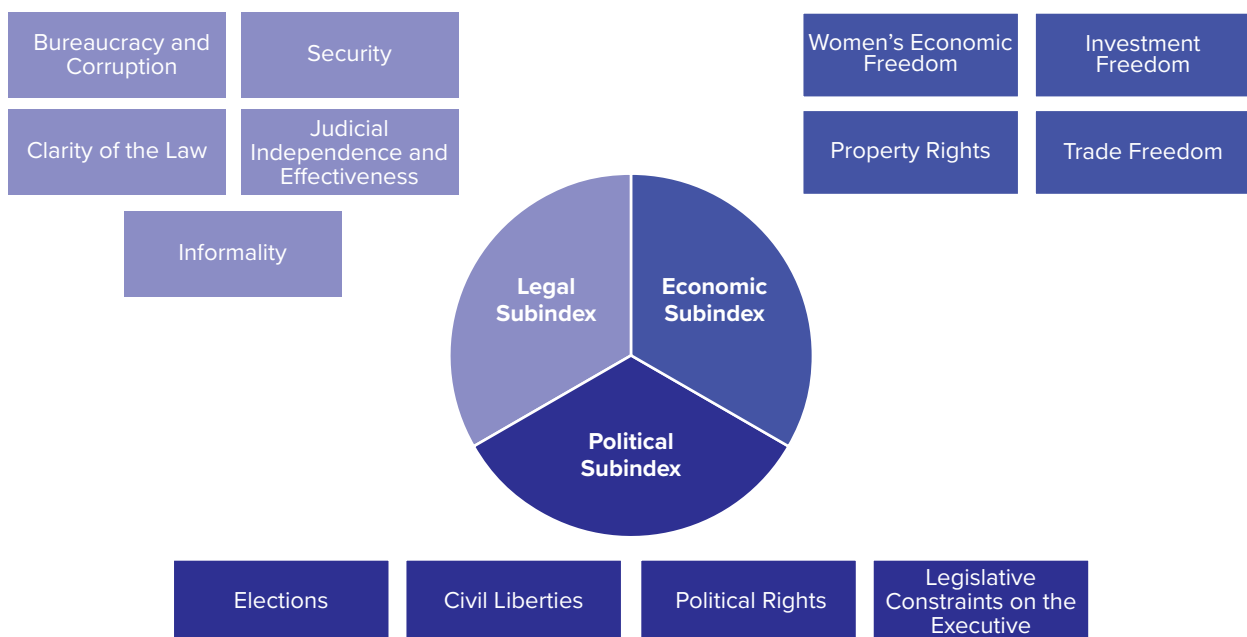 Bureaucracy and
Corruption
Security
Clarity of the Law
Judicial
Independence and
Effectiveness
Informality
Women's Economic
Freedom
Investment
Freedom
Property Rights
Trade Freedom
Legal
Subindex
Economic
Subindex
Political
Subindex
Elections
Civil Liberties
Political Rights
Legislative
Constraints on the
Executive